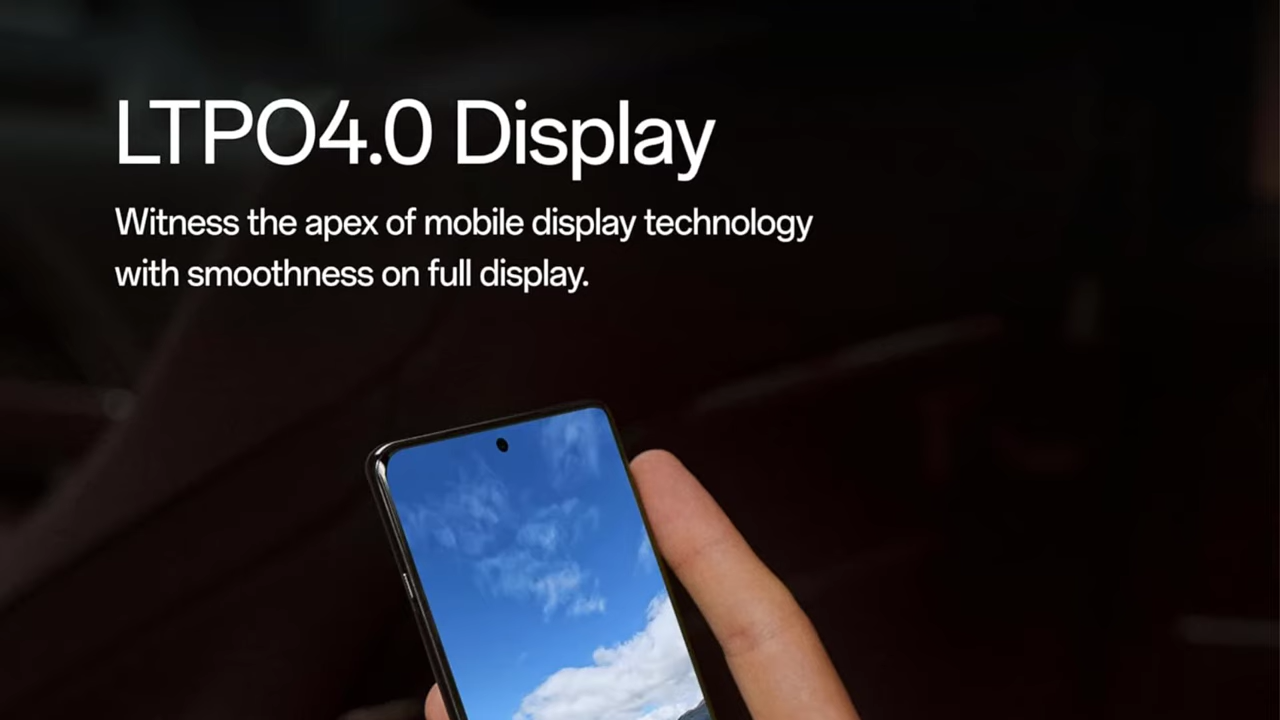 LTPO4.0 Display
Witness the apex of mobile display technology
with smoothness on full display.